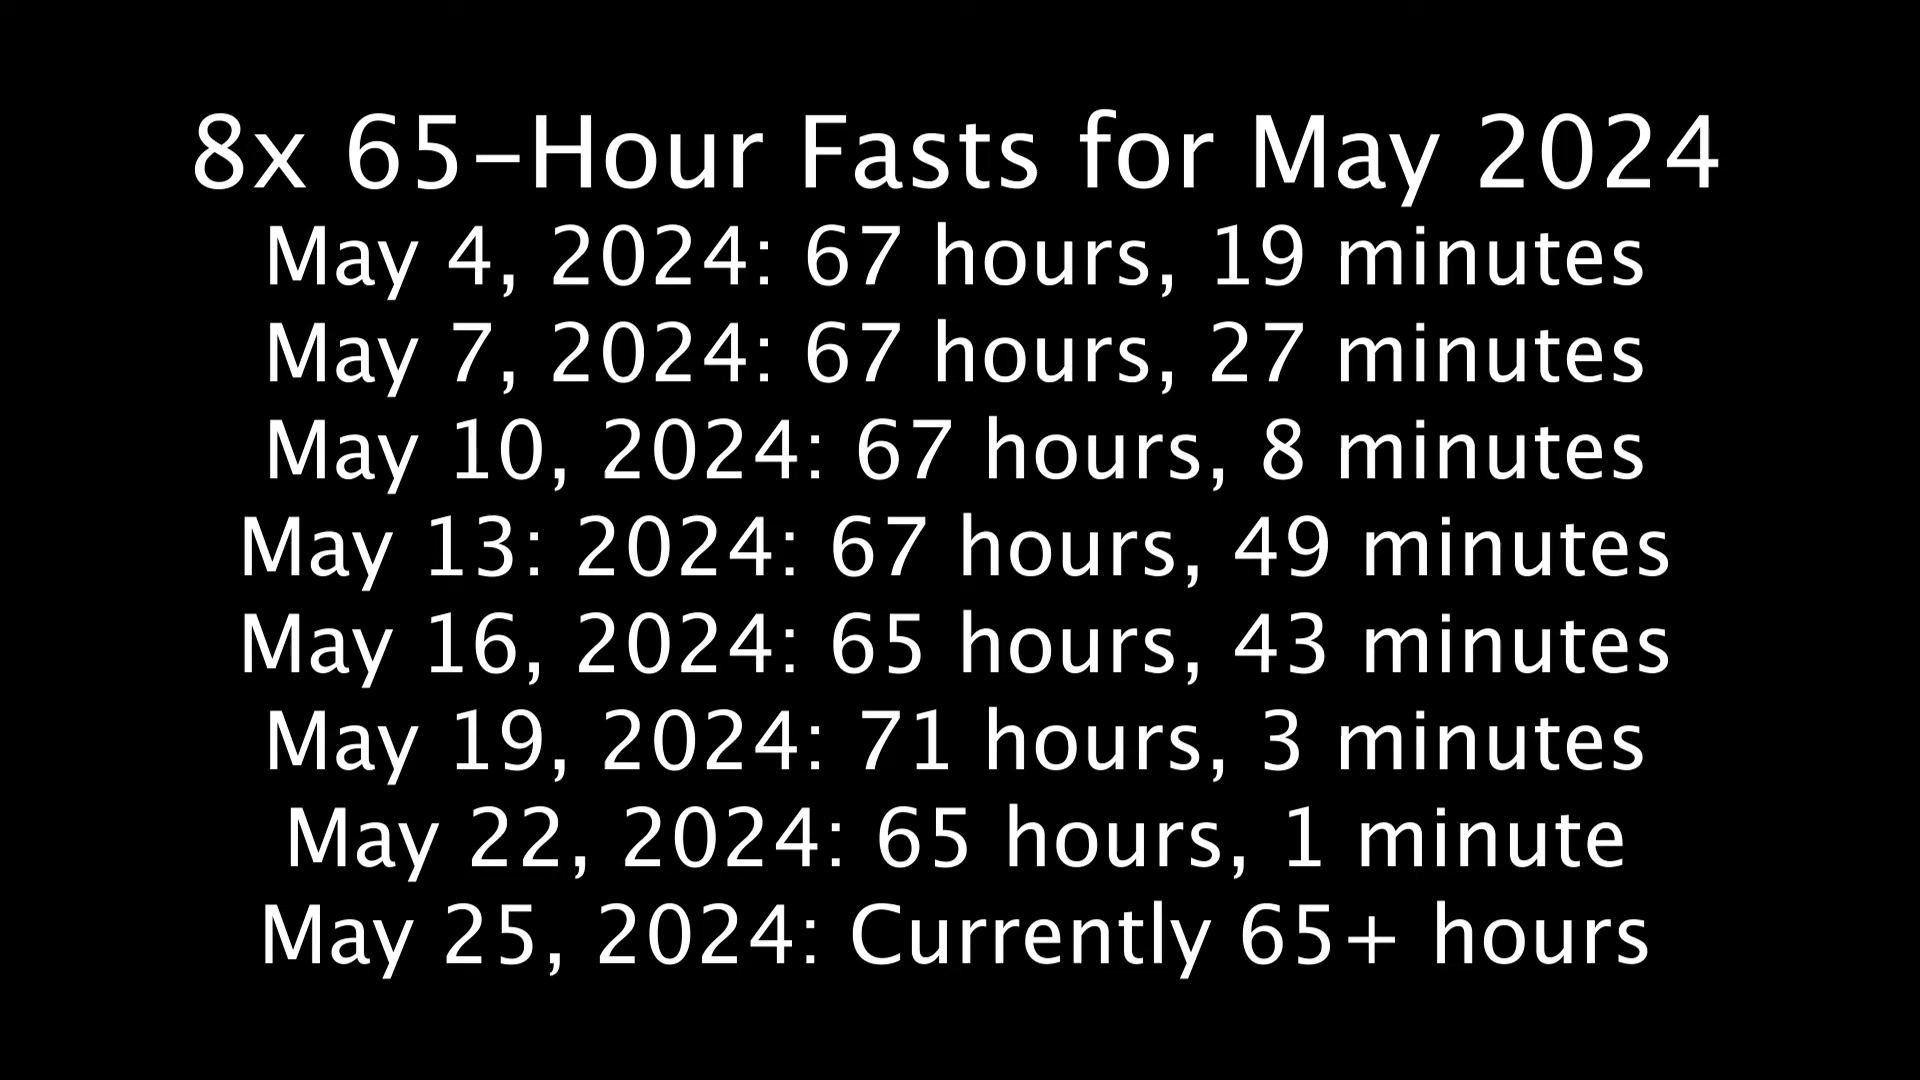 8x 65-Hour Fasts for May 2024
May 4, 2024: 67 hours, 19 minutes
May 7, 2024: 67 hours, 27 minutes
May 10, 2024: 67 hours, 8 minutes
May 13: 2024: 67 hours, 49 minutes
May 16, 2024: 65 hours, 43 minutes
May 19, 2024: 71 hours, 3 minutes
May 22, 2024: 65 hours, 1 minute
May 25, 2024: Currently 65+ hours